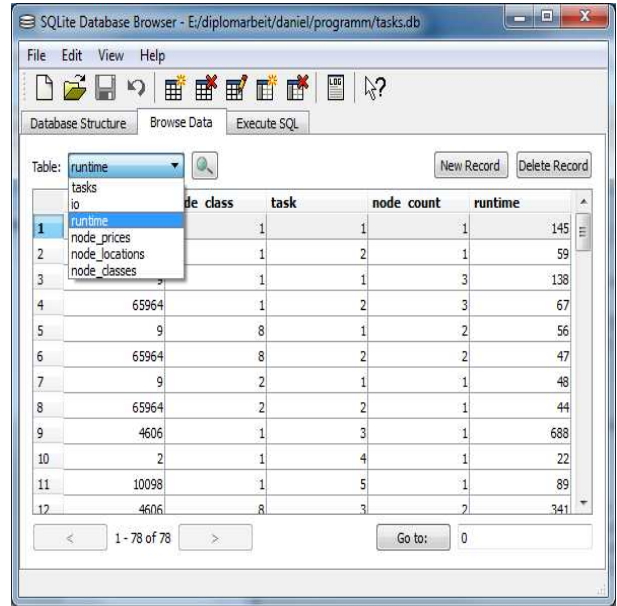 SQLite Database Browser - E:/diplomarbeit/daniel/programm/tasks.db
File Edit View Help
LOG
Database Structure Browse Data Execute SQL
Table: runtime New Record Delete Record
tasks
io
runtime
node_prices
node_locations
node_classes
class task node_count runtime
1 1 1 1 145
2 1 2 1 59
3 9 1 1 3 138
4 65964 1 2 3 67
5 9 8 1 2 56
6 65964 8 2 2 47
7 9 2 1 1 48
8 65964 2 2 1 44
9 4606 1 3 1 688
10 2 1 4 1 22
11 10098 1 5 1 89
12 4606 8 3 2 341
< 1 - 78 of 78 > Go to: 0